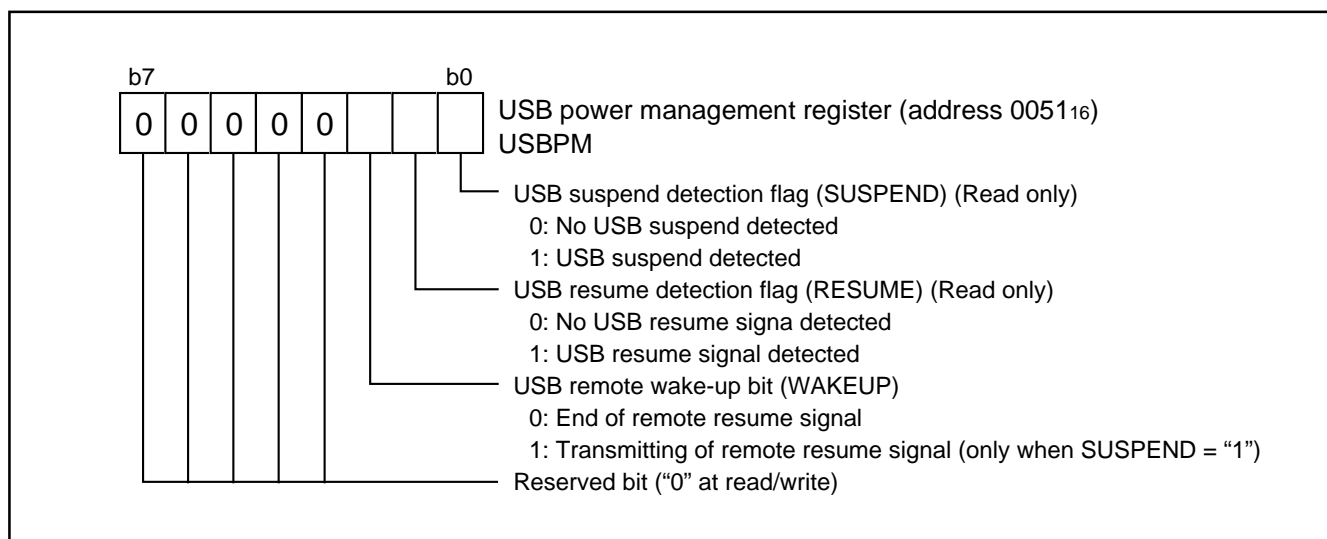 b7 b0
0 0 0 0 0
USB power management register (address 0051₁₆)
USBPM
USB suspend detection flag (SUSPEND) (Read only)
0: No USB suspend detected
1: USB suspend detected
USB resume detection flag (RESUME) (Read only)
0: No USB resume signa detected
1: USB resume signal detected
USB remote wake-up bit (WAKEUP)
0: End of remote resume signal
1: Transmitting of remote resume signal (only when SUSPEND = “1”)
Reserved bit (“0” at read/write)